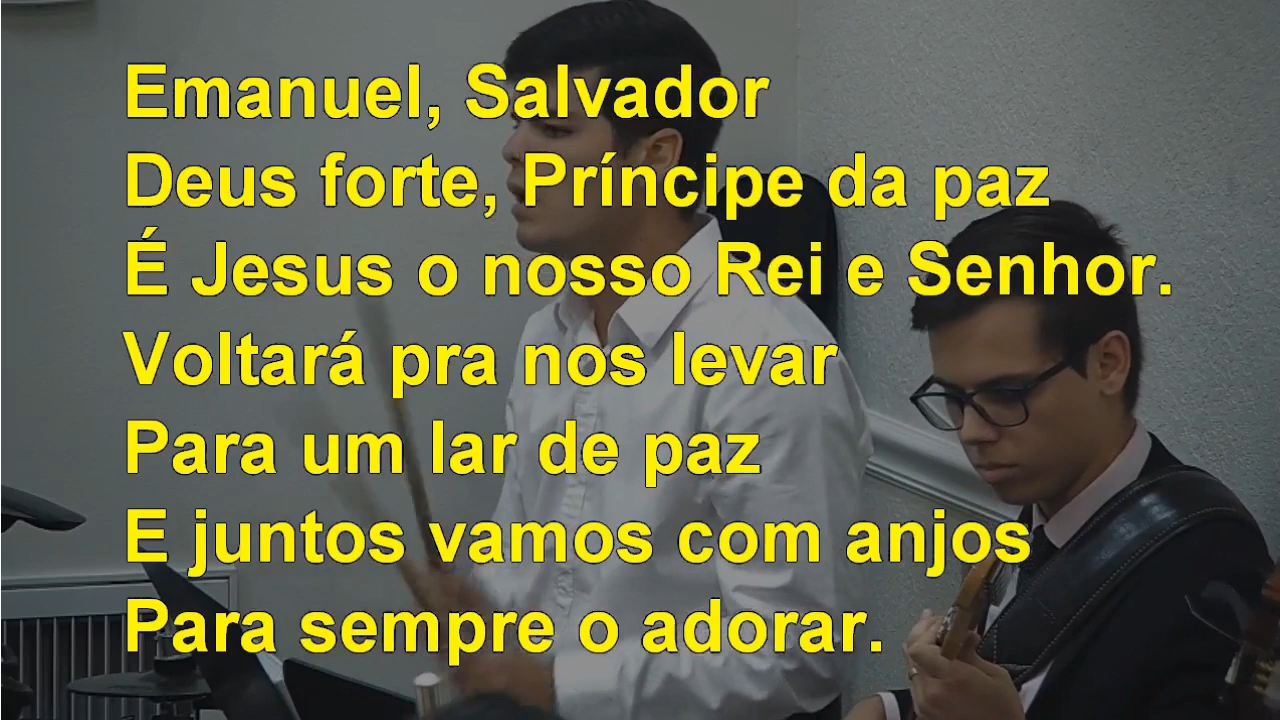 Emanuel, Salvador
Deus forte, Príncipe da paz
É Jesus o nosso Rei e Senhor.
Voltará pra nos levar
Para um lar de paz
E juntos vamos com anjos
Para sempre o adorar.